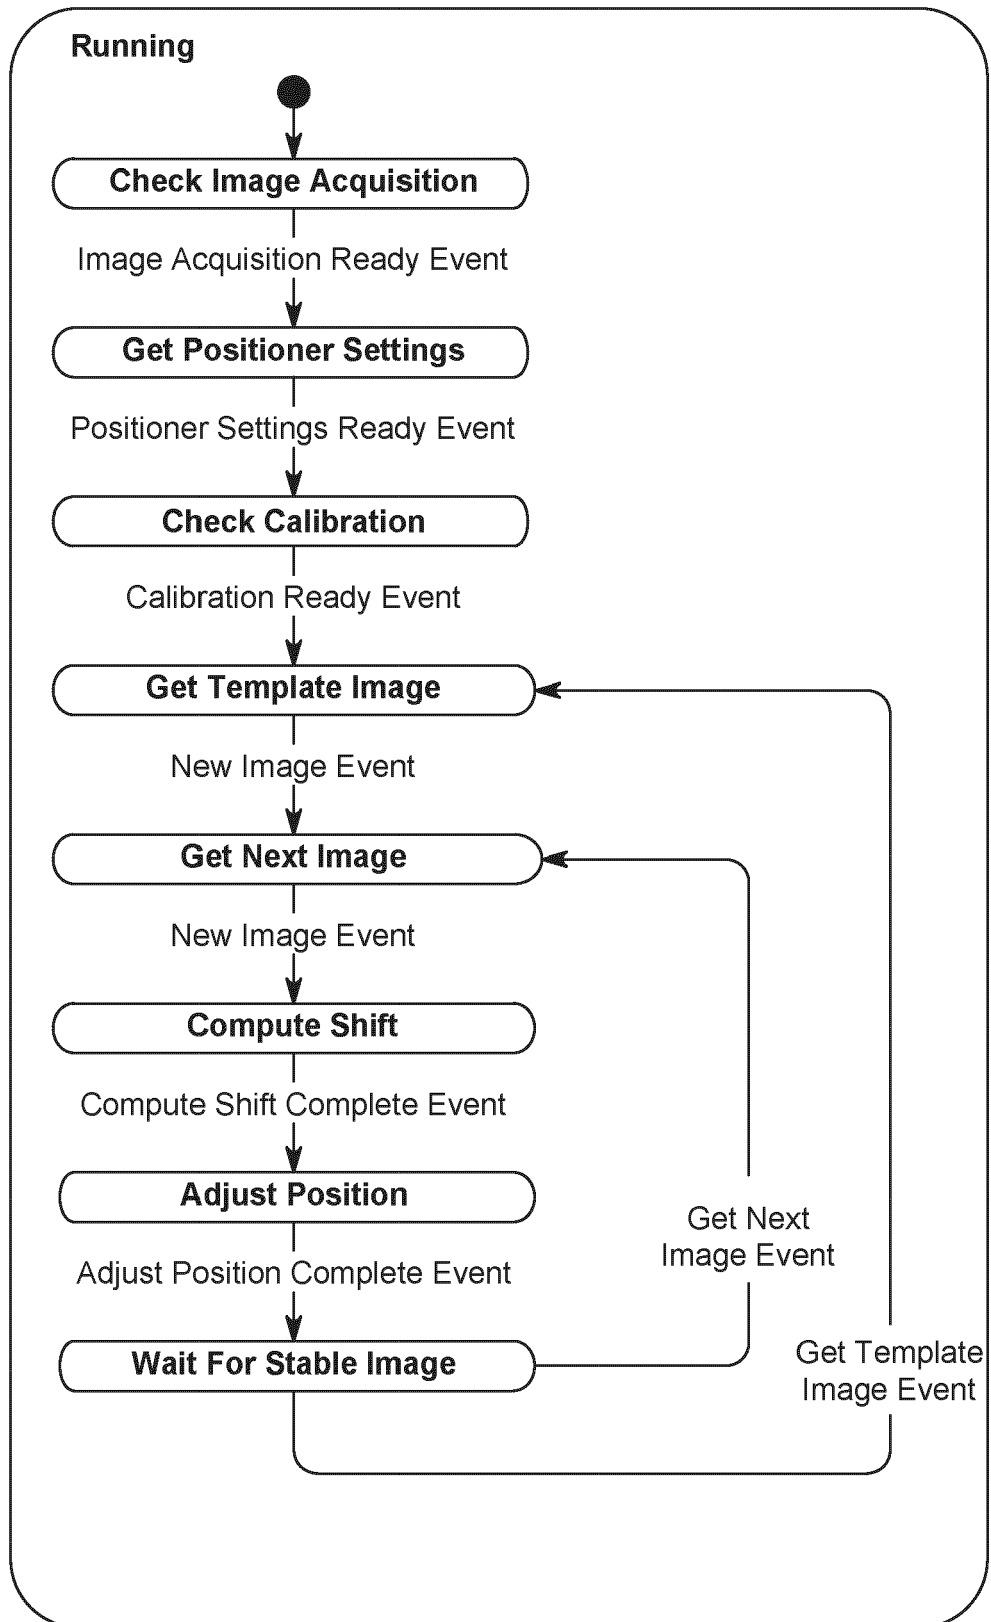 Running
Check Image Acquisition
Image Acquisition Ready Event
Get Positioner Settings
Positioner Settings Ready Event
Check Calibration
Calibration Ready Event
Get Template Image
New Image Event
Get Next Image
New Image Event
Compute Shift
Compute Shift Complete Event
Adjust Position
Adjust Position Complete Event
Get Next
Image Event
Wait For Stable Image
Get Template
Image Event